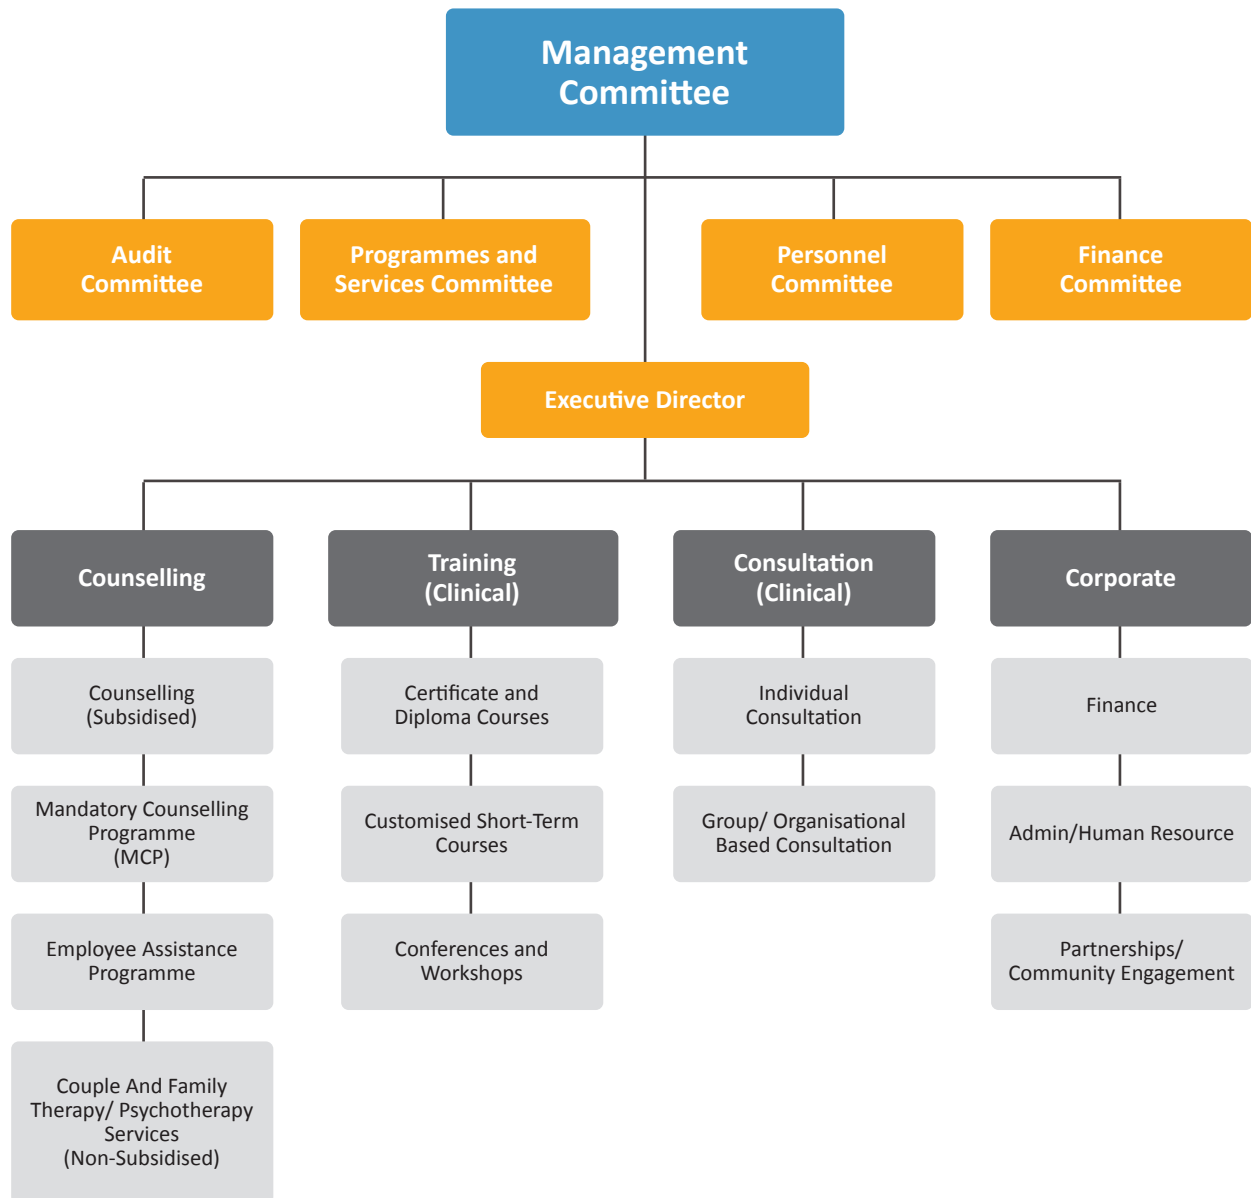 Management
Committee
Audit
Committee
Programmes and
Services Committee
Personnel
Committee
Finance
Committee
Executive Director
Counselling
Training
(Clinical)
Consultation
(Clinical)
Corporate
Counselling
(Subsidised)
Certificate and
Diploma Courses
Individual
Consultation
Finance
Mandatory Counselling
Programme
(MCP)
Customised Short-Term
Courses
Group/ Organisational
Based Consultation
Admin/Human Resource
Employee Assistance
Programme
Conferences and
Workshops
Partnerships/
Community Engagement
Couple And Family
Therapy/ Psychotherapy
Services
(Non-Subsidised)